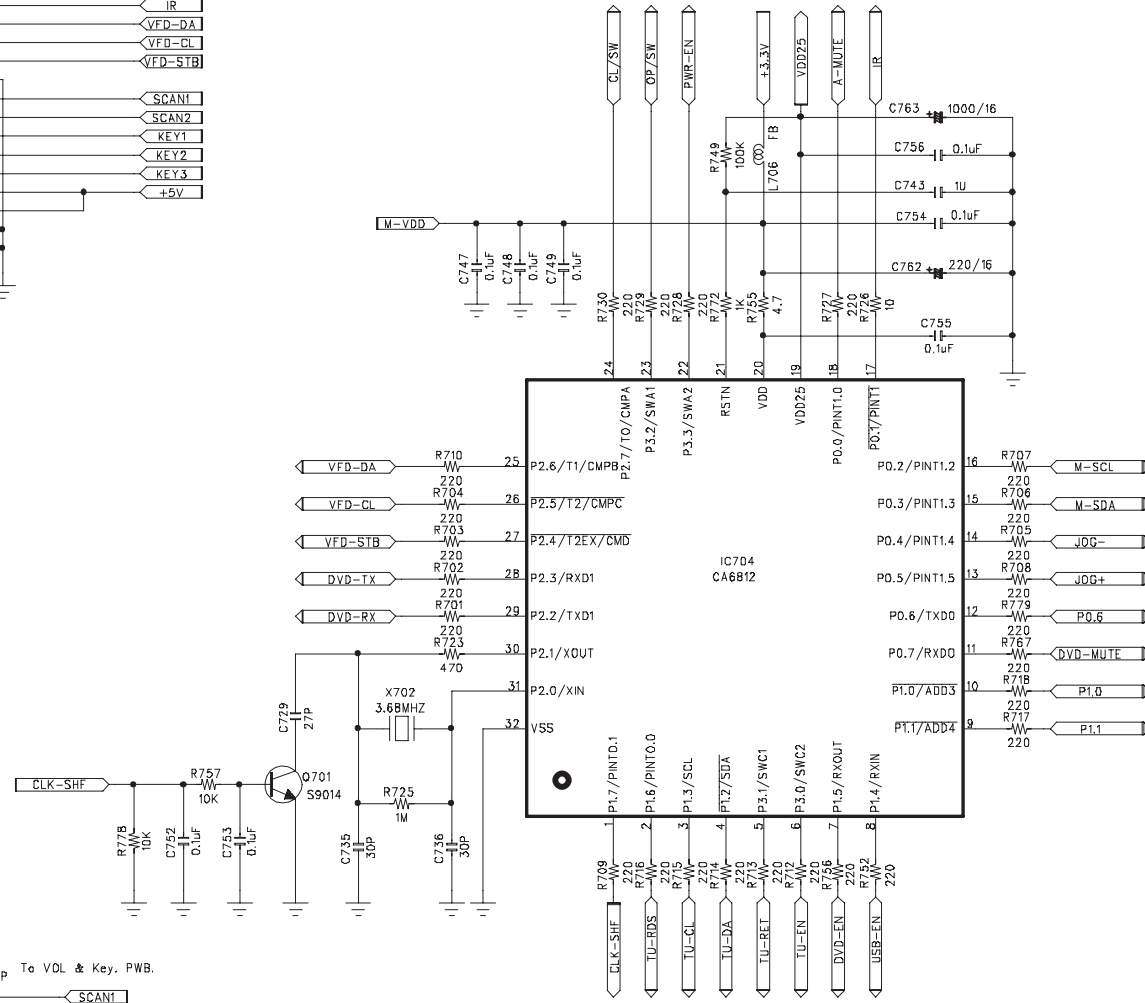 IR
VFD-DA
VFD-CL
VFD-STB
SCAN1
SCAN2
KEY1
KEY2
KEY3
+5V
CL/SW
OP/SW
PWR-EN
+3.3V
VDD25
A-MUTE
IR
C763 1000/16
C756 0.1uF
C743 1U
C754 0.1uF
C762 220/16
C755
0.1uF
R749
100K
FB
L706
M-VDD
C747
0.1uF
C748
0.1uF
C749
0.1uF
R730
220
R729
220
R728
220
R772
1K
R755
4.7
R727
220
R726
10
24
23
22
21
20
19
18
17
P2.7/TO/CMPA
P3.2/SWA1
P3.3/SWA2
RSTN
VDD
VDD25
P0.0/PINT1.0
P0.1/PINT1
VFD-DA R710 220 25 P2.6/T1/CMPB
VFD-CL R704 220 26 P2.5/T2/CMPC
VFD-STB R703 220 27 P2.4/T2EX/CMD
DVD-TX R702 220 28 P2.3/RXD1
DVD-RX R701 220 29 P2.2/TXD1
R723 470 30 P2.1/XOUT
31 P2.0/XIN
32 VSS
IC704
CA6812
P0.2/PINT1.2 16 R707 220 M-SCL
P0.3/PINT1.3 15 R706 220 M-SDA
P0.4/PINT1.4 14 R705 220 JOG-
P0.5/PINT1.5 13 R708 220 JOG+
P0.6/TXD0 12 R779 220 P0.6
P0.7/RXD0 11 R767 220 DVD-MUTE
P1.0/ADD3 10 R718 220 P1.0
P1.1/ADD4 9 R717 220 P1.1
X702
3.68MHZ
C729
27P
CLK-SHF
R757
10K
Q701
S9014
R725
1M
R778
10K
C752
0.1uF
C753
0.1uF
C735
30P
C736
30P
P1.7/PINT0.1
P1.6/PINT0.0
P1.3/SCL
P1.2/SDA
P3.1/SWC1
P3.0/SWC2
P1.5/RXOUT
P1.4/RXIN
1
2
3
4
5
6
7
8
R709
220
R716
220
R715
220
R714
220
R713
220
R712
220
R756
220
R752
220
CLK-SHF
TU-RDS
TU-CL
TU-DA
TU-RET
TU-EN
DVD-EN
USB-EN
P
To VOL & Key. PWB.
SCAN1